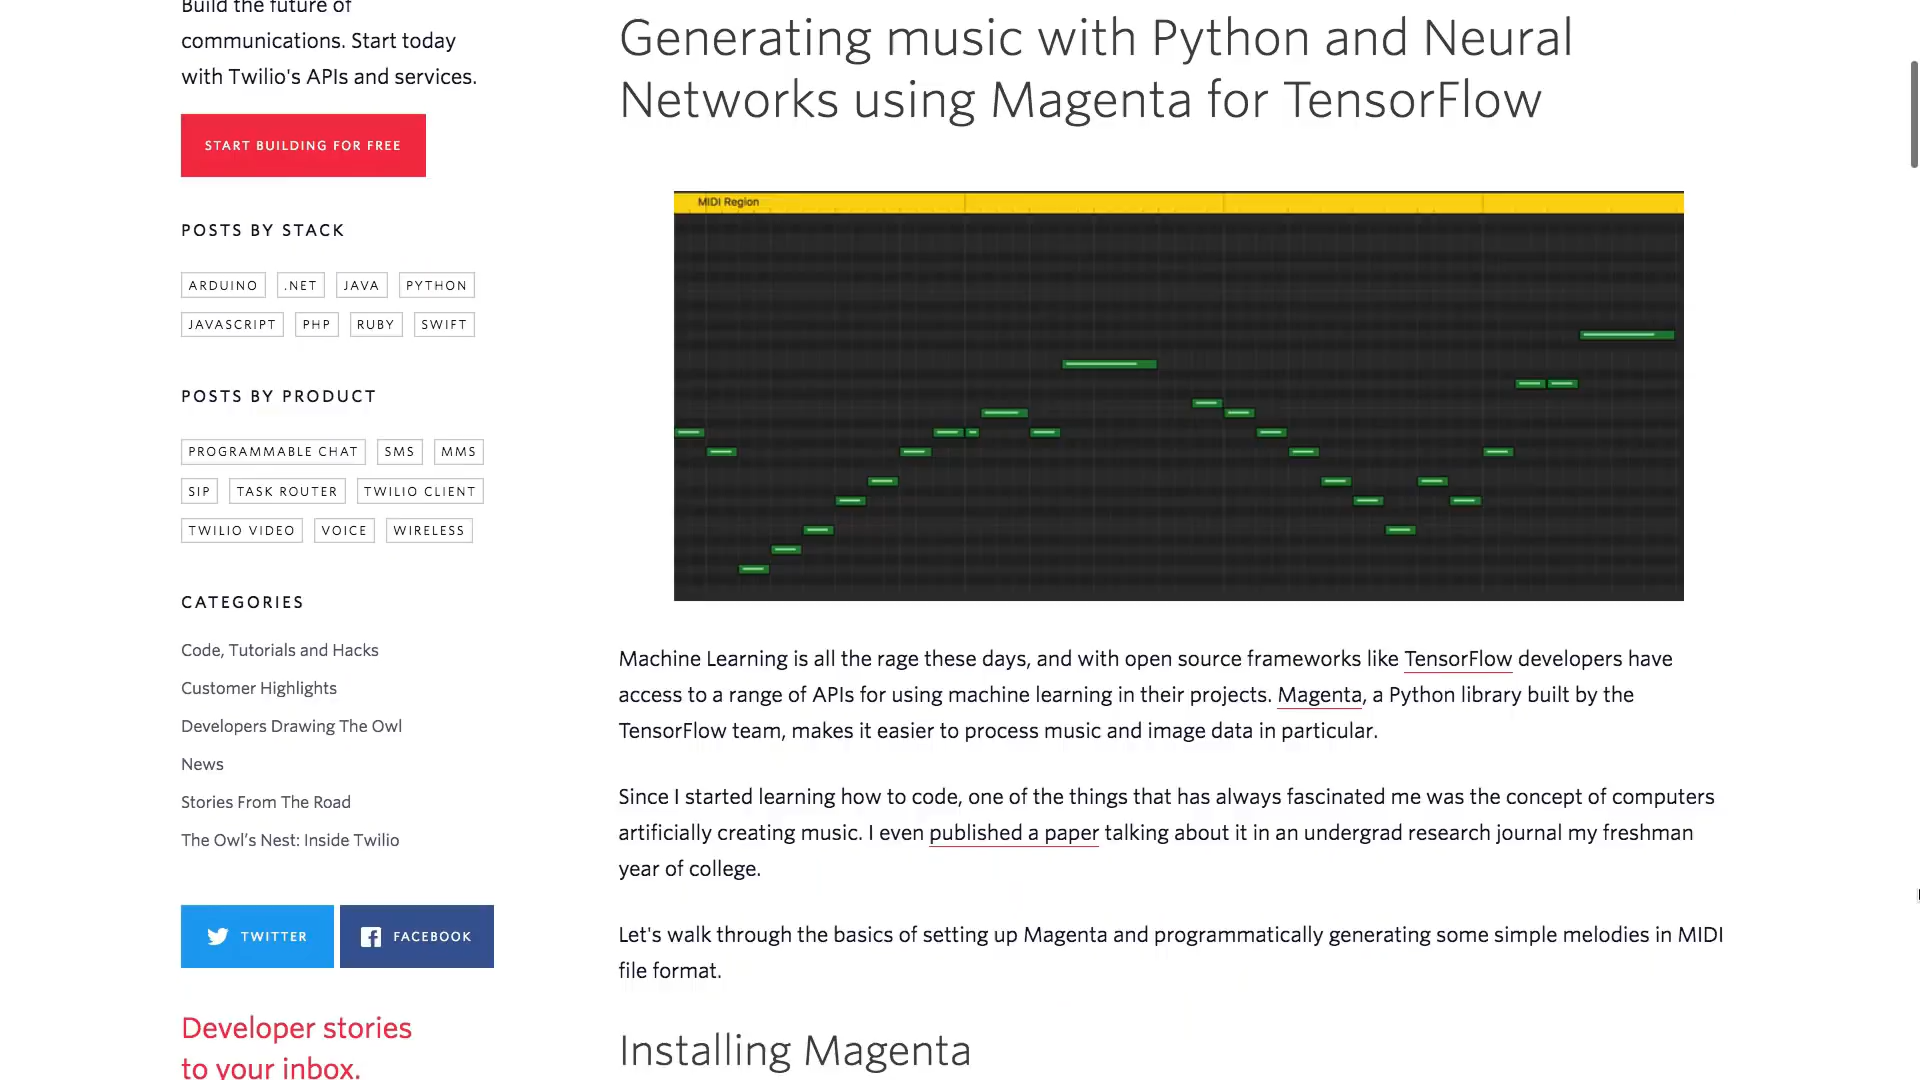 Build the future of
communications. Start today
with Twilio's APIs and services.
START BUILDING FOR FREE
POSTS BY STACK
ARDUINO .NET JAVA PYTHON
JAVASCRIPT PHP RUBY SWIFT
POSTS BY PRODUCT
PROGRAMMABLE CHAT SMS MMS
SIP TASK ROUTER TWILIO CLIENT
TWILIO VIDEO VOICE WIRELESS
CATEGORIES
Code, Tutorials and Hacks
Customer Highlights
Developers Drawing The Owl
News
Stories From The Road
The Owl’s Nest: Inside Twilio
TWITTER FACEBOOK
Developer stories
to your inbox.
Generating music with Python and Neural
Networks using Magenta for TensorFlow
MIDI Region
Machine Learning is all the rage these days, and with open source frameworks like TensorFlow developers have
access to a range of APIs for using machine learning in their projects. Magenta, a Python library built by the
TensorFlow team, makes it easier to process music and image data in particular.
Since I started learning how to code, one of the things that has always fascinated me was the concept of computers
artificially creating music. I even published a paper talking about it in an undergrad research journal my freshman
year of college.
Let's walk through the basics of setting up Magenta and programmatically generating some simple melodies in MIDI
file format.
Installing Magenta